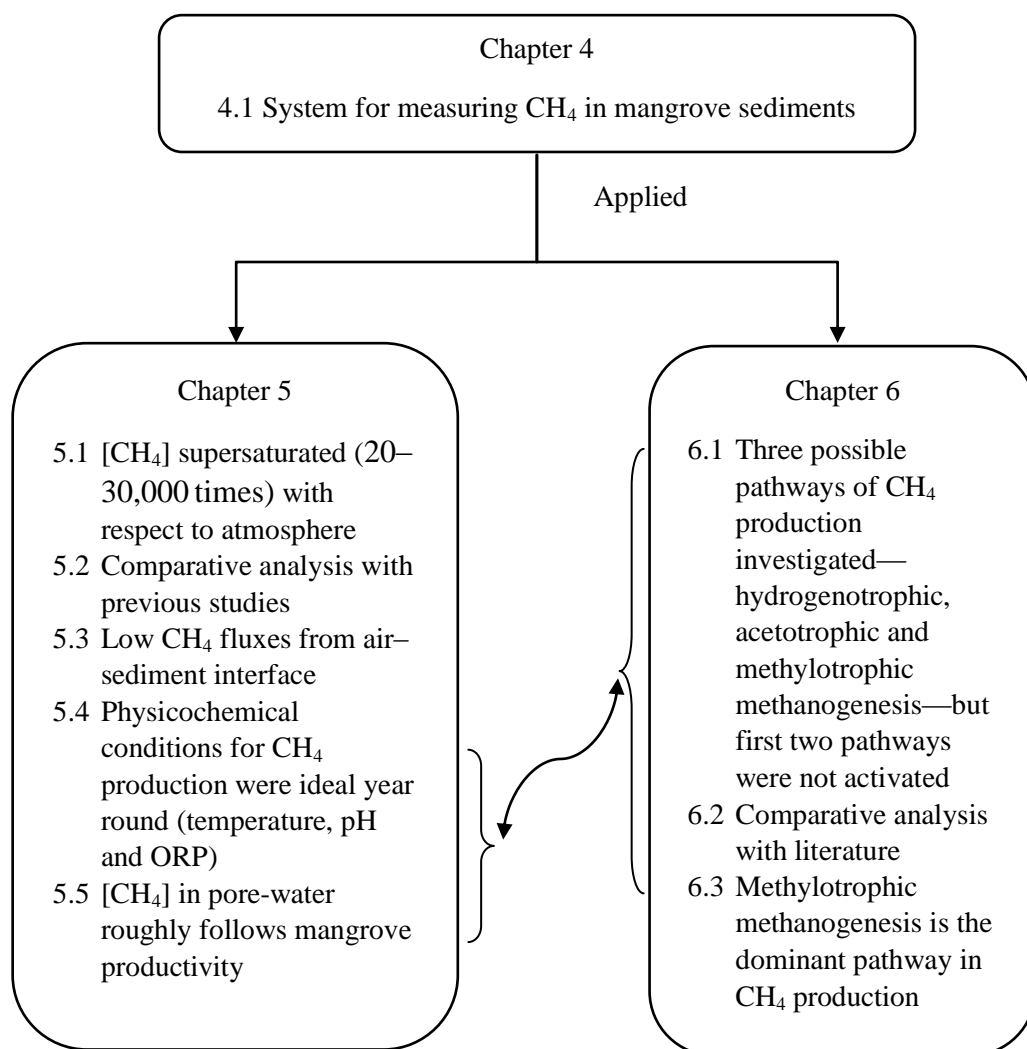 Chapter 4
4.1 System for measuring CH₄ in mangrove sediments
Applied
Chapter 5
5.1 [CH₄] supersaturated (20–
30,000 times) with
respect to atmosphere
5.2 Comparative analysis with
previous studies
5.3 Low CH₄ fluxes from air–
sediment interface
5.4 Physicochemical
conditions for CH₄
production were ideal year
round (temperature, pH
and ORP)
5.5 [CH₄] in pore-water
roughly follows mangrove
productivity
Chapter 6
6.1 Three possible
pathways of CH₄
production
investigated—
hydrogenotrophic,
acetotrophic and
methylotrophic
methanogenesis—but
first two pathways
were not activated
6.2 Comparative analysis
with literature
6.3 Methylotrophic
methanogenesis is the
dominant pathway in
CH₄ production